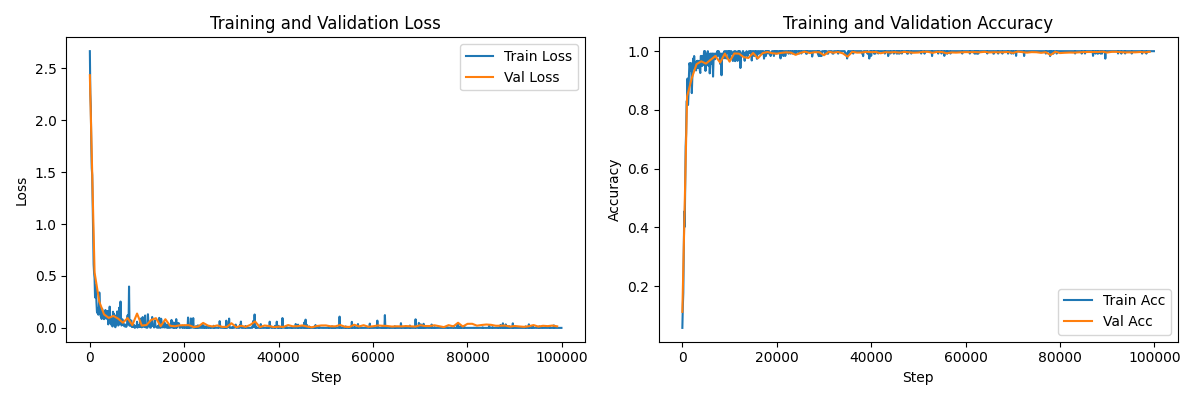 Training and Validation Loss
2.5
2.0
1.5
1.0
0.5
0.0
Loss
0
20000
40000
60000
80000
100000
Step
Train Loss
Val Loss
Training and Validation Accuracy
1.0
0.8
0.6
0.4
0.2
Accuracy
0
20000
40000
60000
80000
100000
Step
Train Acc
Val Acc